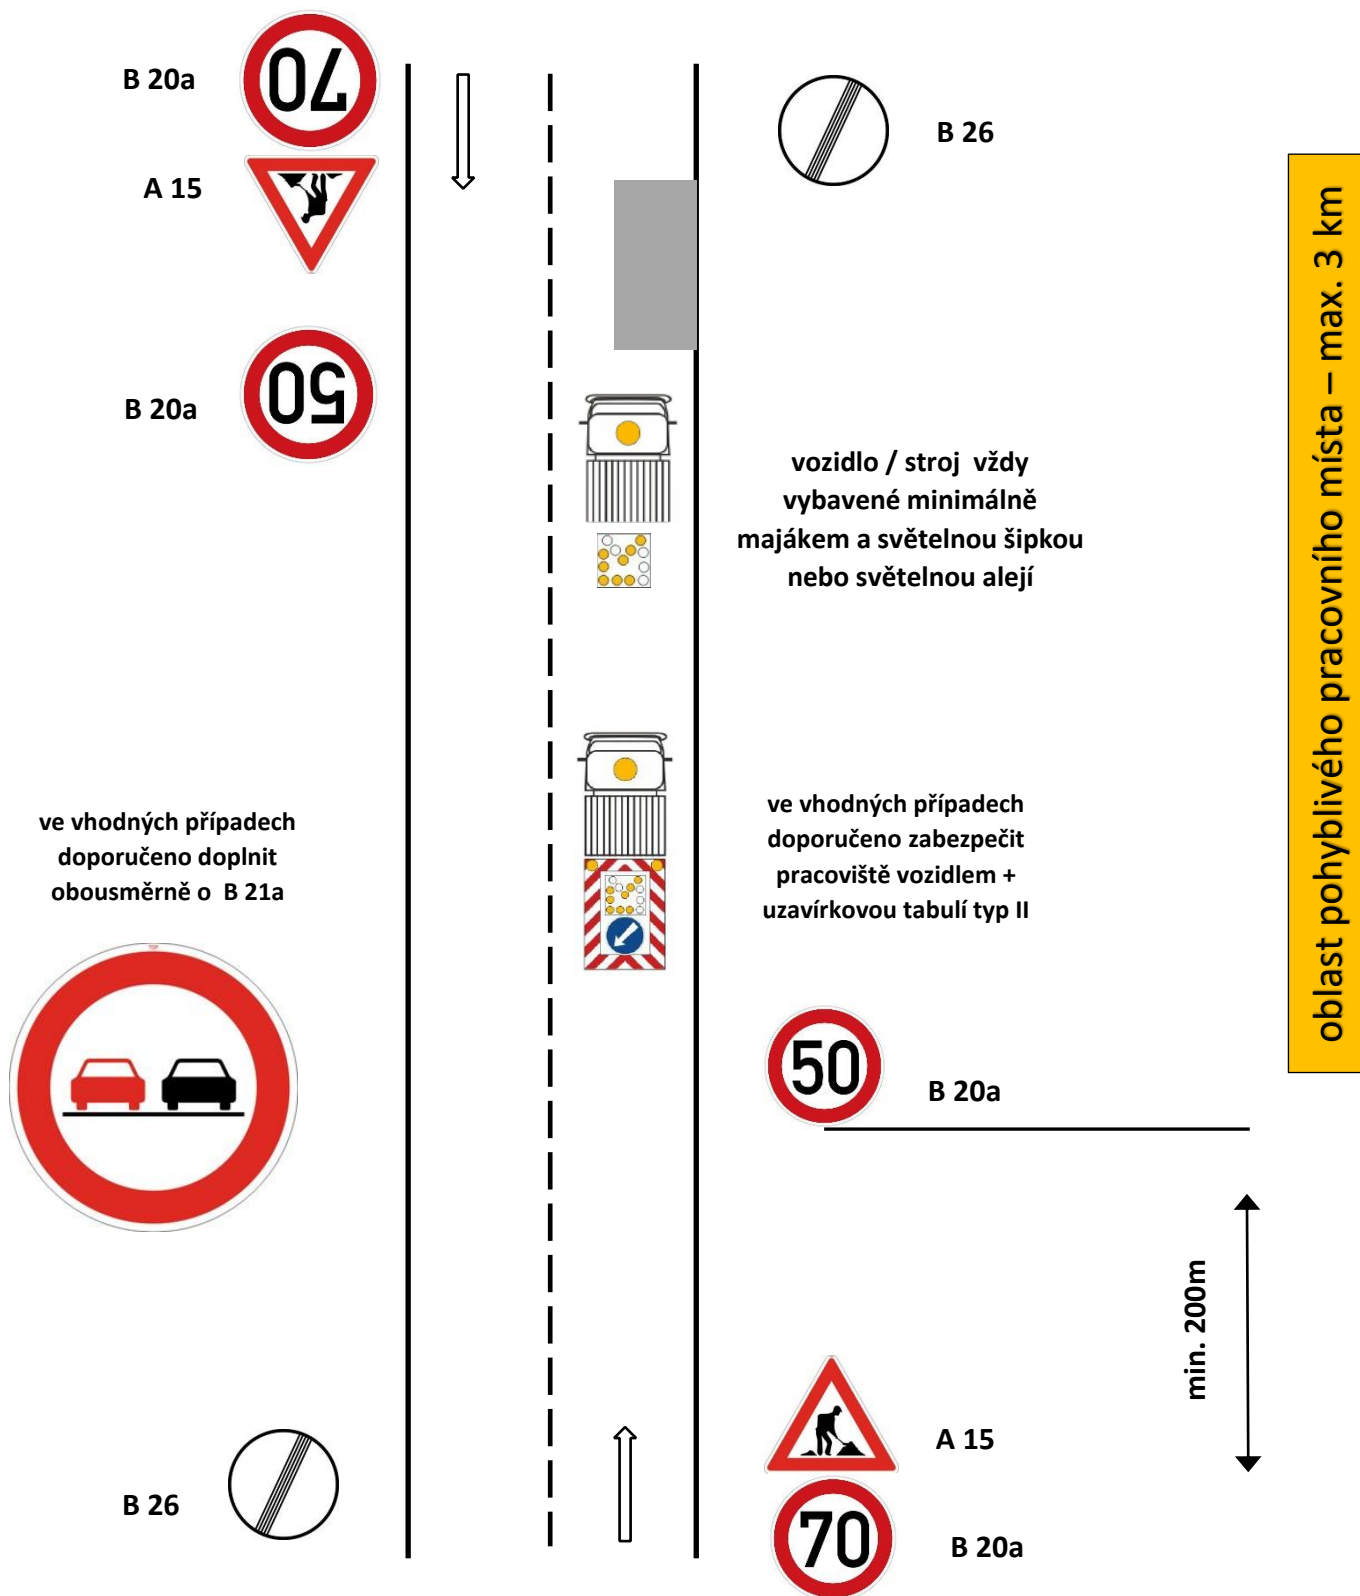 B 20a
70
A 15
B 26
50
B 20a
vozidlo / stroj vždy
vybavené minimálně
majákem a světelnou šipkou
nebo světelnou alejí
oblast pohyblivého pracovního místa – max. 3 km
ve vhodných případech
doporučeno doplnit
obousměrně o B 21a
ve vhodných případech
doporučeno zabezpečit
pracoviště vozidlem +
uzavírkovou tabulí typ II
50
B 20a
min. 200m
A 15
B 26
70
B 20a